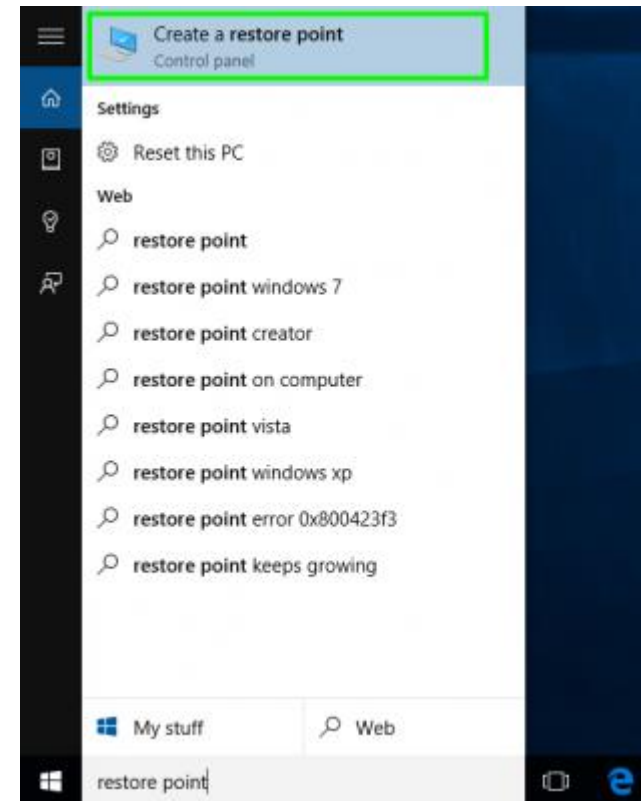 Create a restore point
Control panel
Settings
Reset this PC
Web
restore point
restore point windows 7
restore point creator
restore point on computer
restore point vista
restore point windows xp
restore point error 0x800423f3
restore point keeps growing
My stuff
Web
restore point